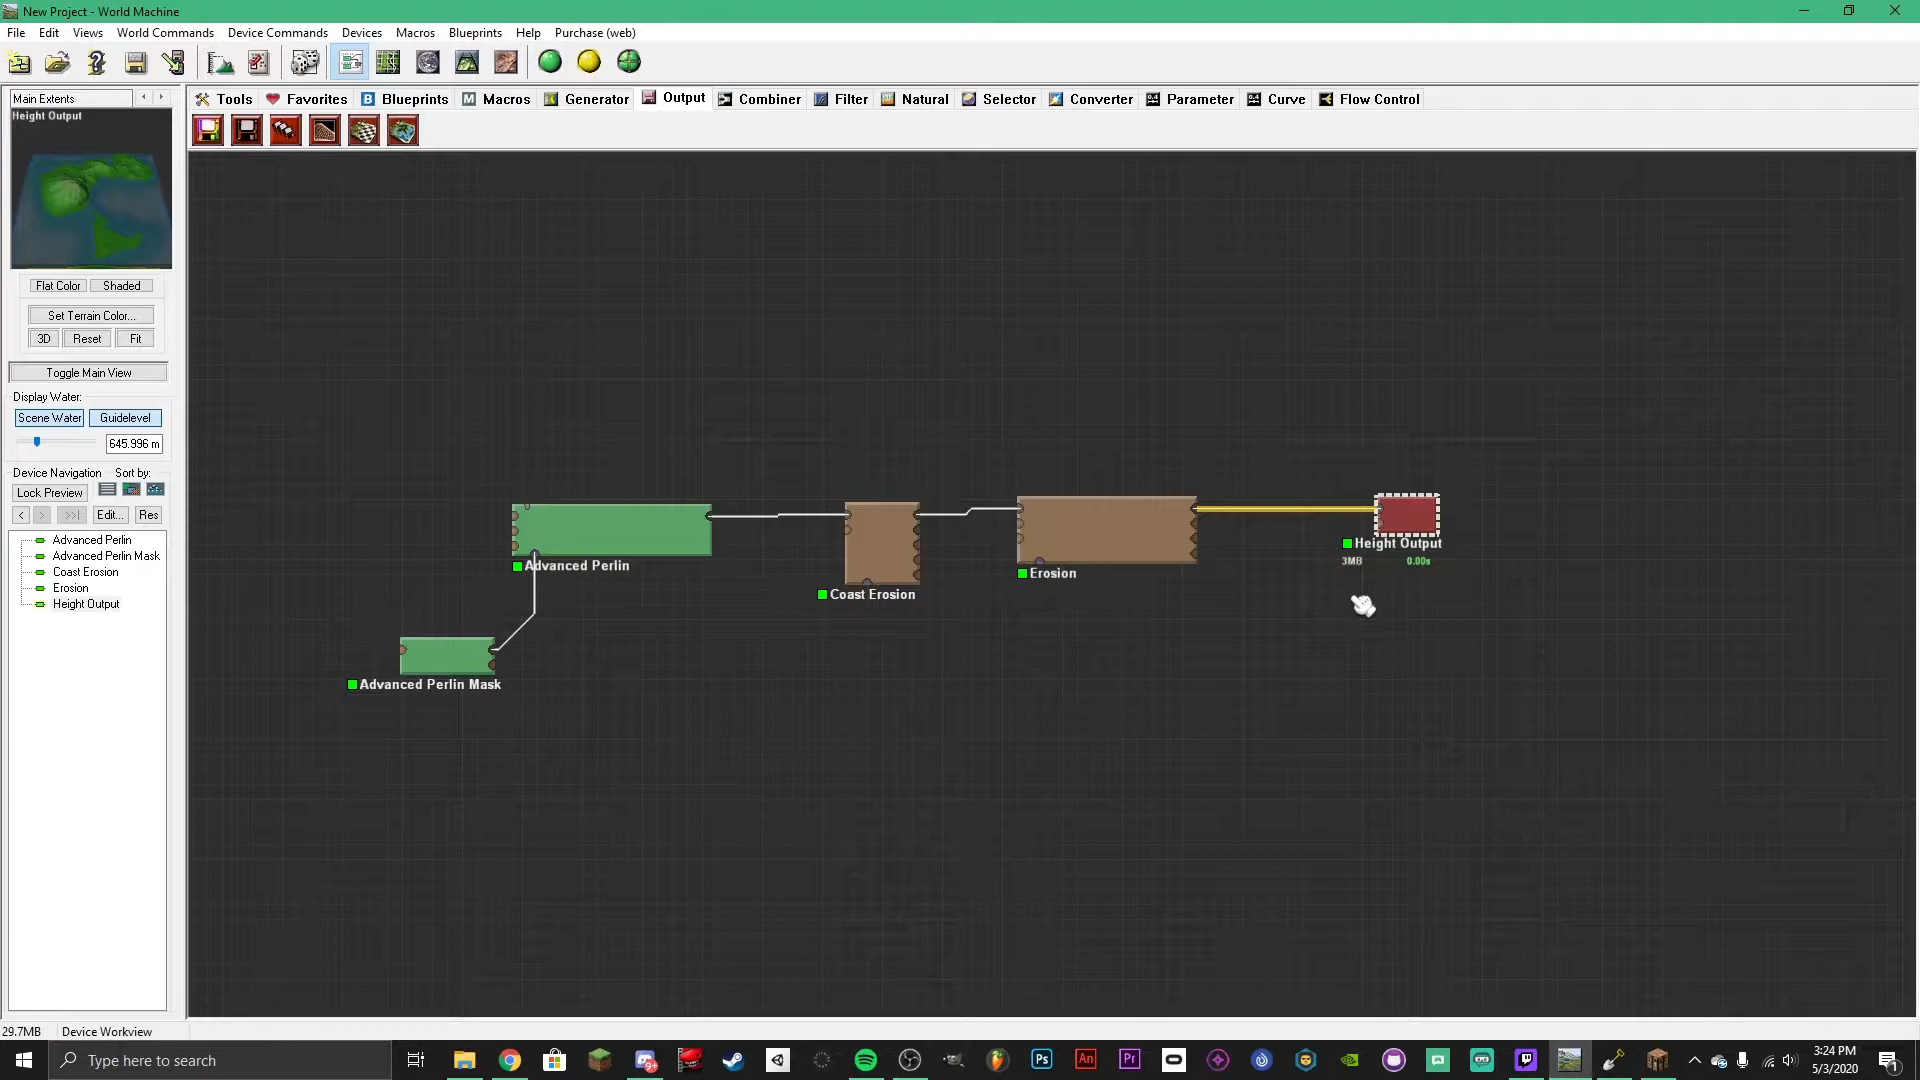 New Project - World Machine
File Edit Views World Commands Device Commands Devices Macros Blueprints Help Purchase (web)
Main Extents
Tools Favorites Blueprints Macros Generator Output Combiner Filter Natural Selector Converter Parameter Curve Flow Control
Height Output
Flat Color Shaded
Set Terrain Color...
3D Reset Fit
Toggle Main View
Display Water:
Scene Water Guidelevel
645.996 m
Device Navigation Sort by:
Lock Preview
< > >>| Edit... Res
Advanced Perlin
Advanced Perlin Mask
Coast Erosion
Erosion
Height Output
Advanced Perlin
Coast Erosion
Erosion
Height Output
3MB 0.00s
Advanced Perlin Mask
29.7MB Device Workview
Type here to search
Ps An Pr
3:24 PM
5/3/2020